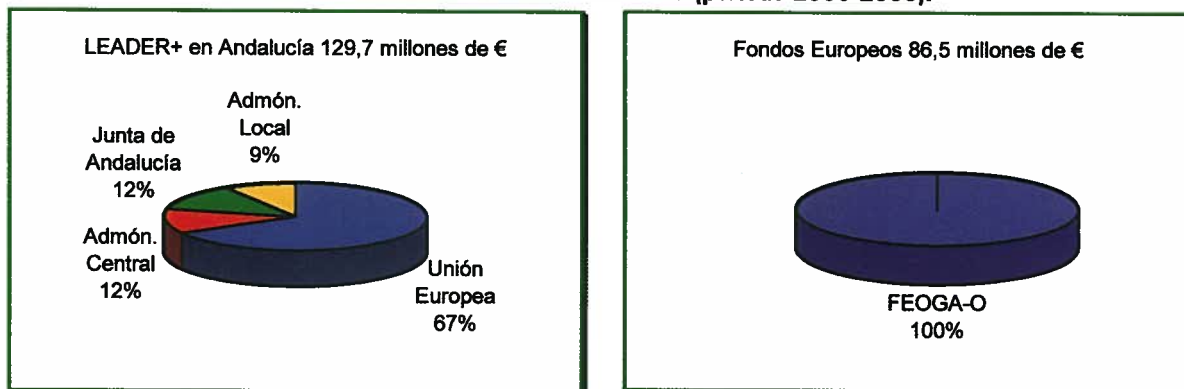 LEADER+ en Andalucía 129,7 millones de €
Admón.
Local
9%
Junta de
Andalucía
12%
Admón.
Central
12%
Unión
Europea
67%
Fondos Europeos 86,5 millones de €
FEOGA-O
100%